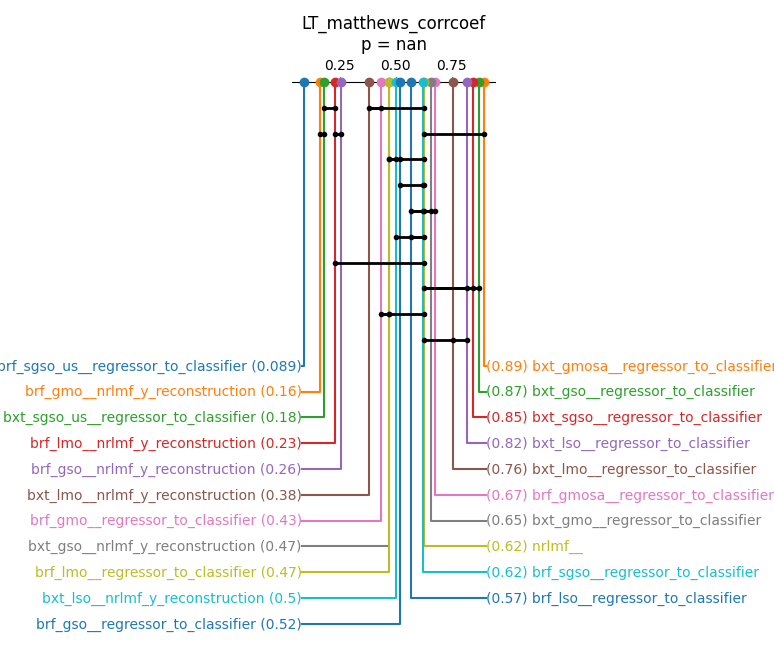 LT_matthews_corrcoef
p = nan
0.25 0.50 0.75
brf_sgso_us__regressor_to_classifier (0.089)
brf_gmo__nrlmf_y_reconstruction (0.16)
bxt_sgso_us__regressor_to_classifier (0.18)
brf_lmo__nrlmf_y_reconstruction (0.23)
brf_gso__nrlmf_y_reconstruction (0.26)
bxt_lmo__nrlmf_y_reconstruction (0.38)
brf_gmo__regressor_to_classifier (0.43)
bxt_gso__nrlmf_y_reconstruction (0.47)
brf_lmo__regressor_to_classifier (0.47)
bxt_lso__nrlmf_y_reconstruction (0.5)
brf_gso__regressor_to_classifier (0.52)
(0.89) bxt_gmosa__regressor_to_classifier
(0.87) bxt_gso__regressor_to_classifier
(0.85) bxt_sgso__regressor_to_classifier
(0.82) bxt_lso__regressor_to_classifier
(0.76) bxt_lmo__regressor_to_classifier
(0.67) brf_gmosa__regressor_to_classifier
(0.65) bxt_gmo__regressor_to_classifier
(0.62) nrlmf__
(0.62) brf_sgso__regressor_to_classifier
(0.57) brf_lso__regressor_to_classifier